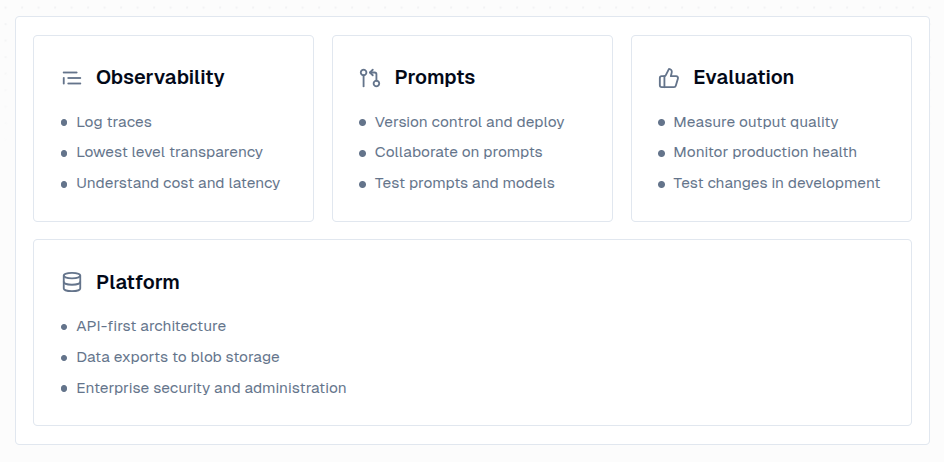 Observability
Log traces
Lowest level transparency
Understand cost and latency
Prompts
Version control and deploy
Collaborate on prompts
Test prompts and models
Evaluation
Measure output quality
Monitor production health
Test changes in development
Platform
API-first architecture
Data exports to blob storage
Enterprise security and administration